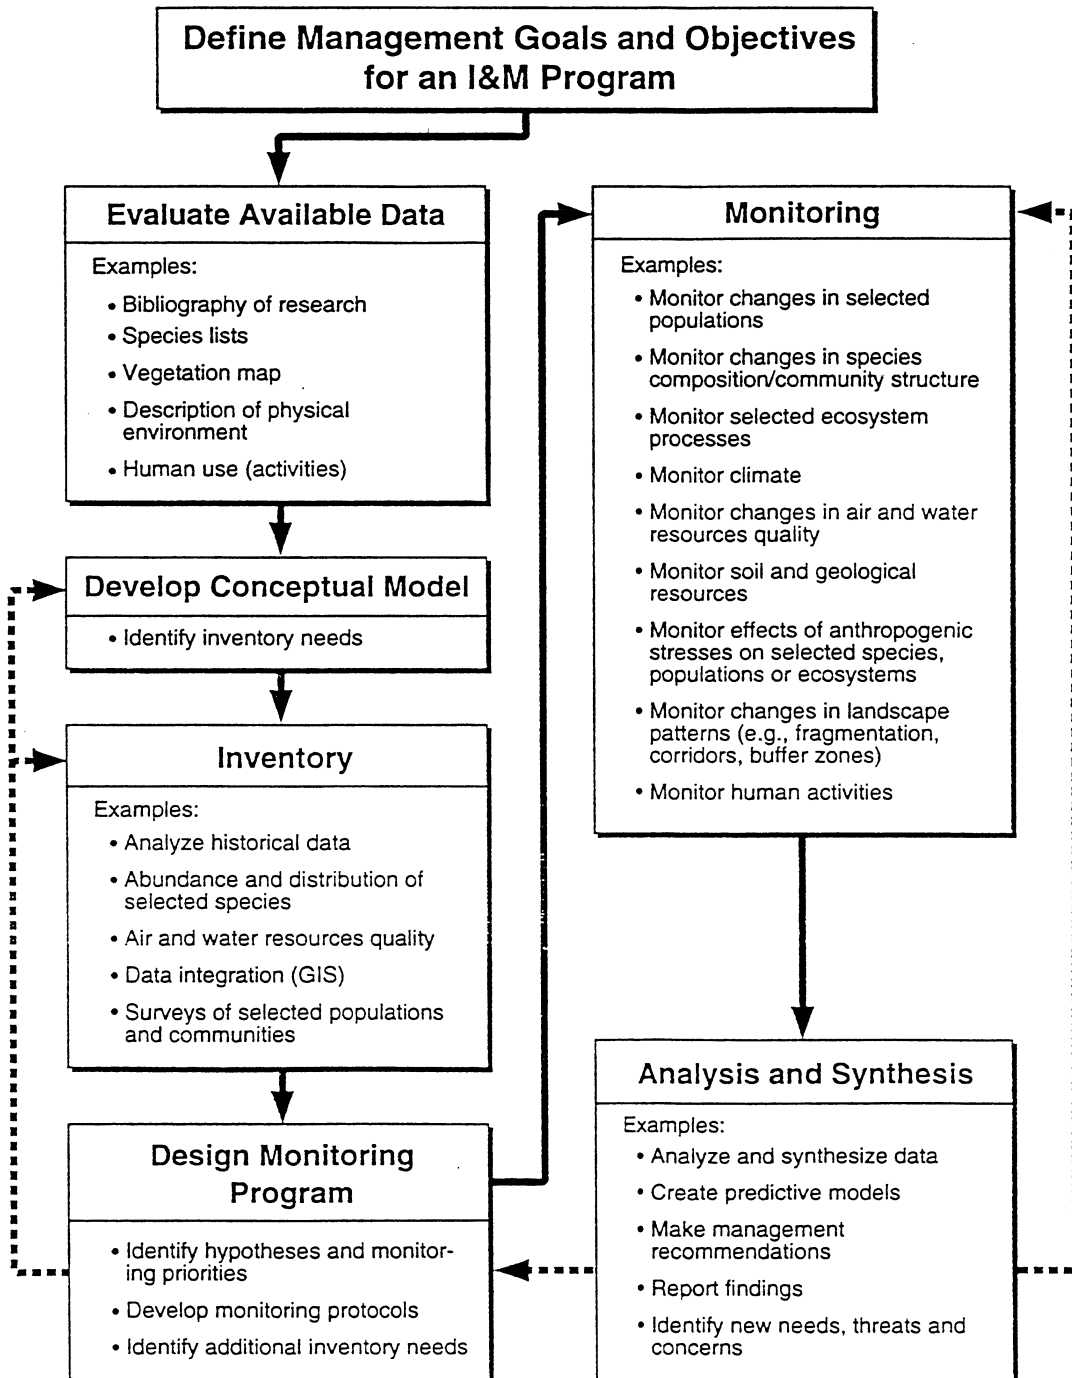 Define Management Goals and Objectives
for an I&M Program
Evaluate Available Data
Examples:
• Bibliography of research
• Species lists
• Vegetation map
• Description of physical
environment
• Human use (activities)
Develop Conceptual Model
• Identify inventory needs
Inventory
Examples:
• Analyze historical data
• Abundance and distribution of
selected species
• Air and water resources quality
• Data integration (GIS)
• Surveys of selected populations
and communities
Design Monitoring
Program
• Identify hypotheses and monitor-
ing priorities
• Develop monitoring protocols
• Identify additional inventory needs
Monitoring
Examples:
• Monitor changes in selected
populations
• Monitor changes in species
composition/community structure
• Monitor selected ecosystem
processes
• Monitor climate
• Monitor changes in air and water
resources quality
• Monitor soil and geological
resources
• Monitor effects of anthropogenic
stresses on selected species,
populations or ecosystems
• Monitor changes in landscape
patterns (e.g., fragmentation,
corridors, buffer zones)
• Monitor human activities
Analysis and Synthesis
Examples:
• Analyze and synthesize data
• Create predictive models
• Make management
recommendations
• Report findings
• Identify new needs, threats and
concerns